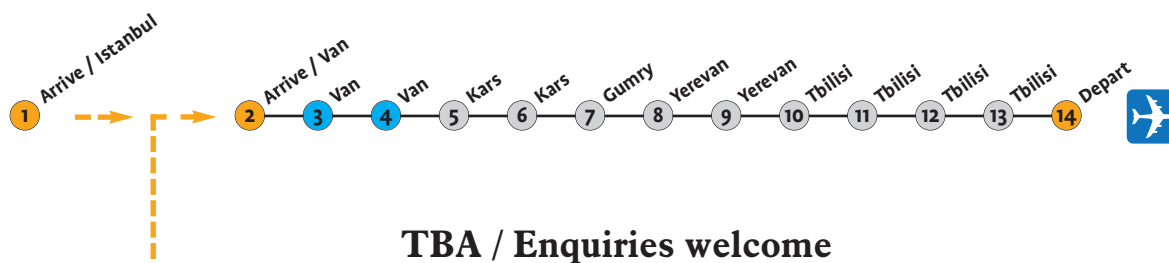 Arrive / Istanbul
Arrive / Van
Van
Van
Kars
Kars
Gumry
Yerevan
Yerevan
Tbilisi
Tbilisi
Tbilisi
Tbilisi
Depart
1 2 3 4 5 6 7 8 9 10 11 12 13 14
TBA / Enquiries welcome